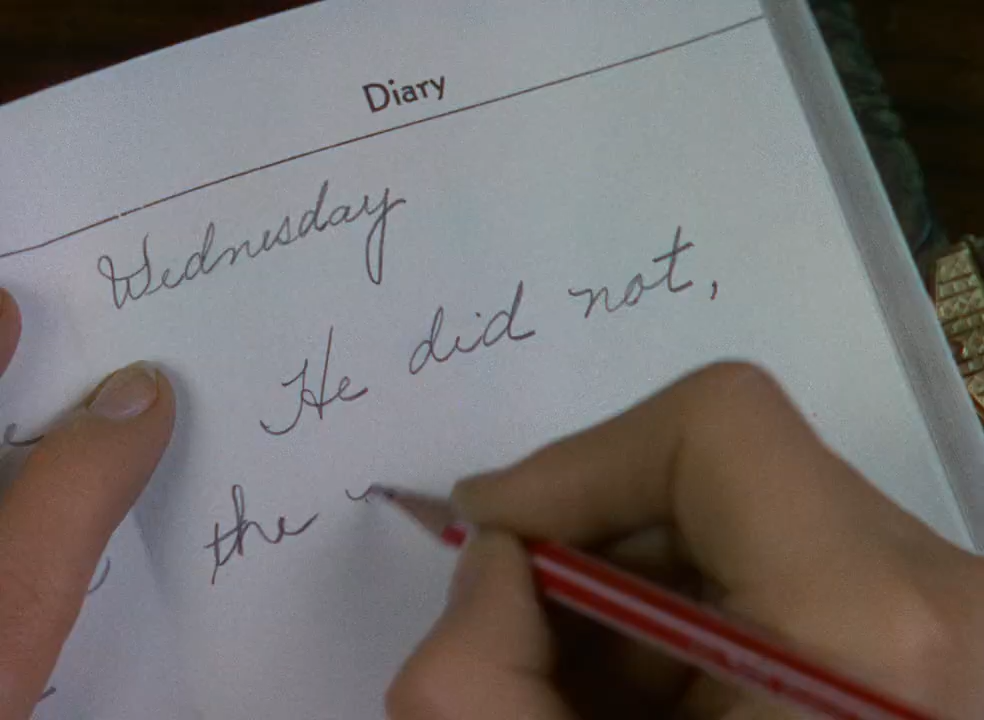 Diary
Wednesday
He did not,
the